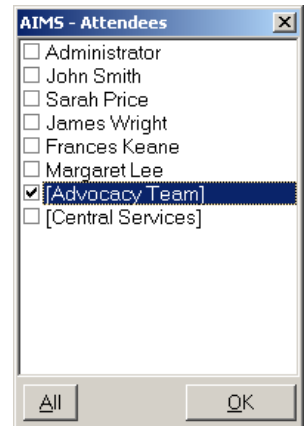 AIMS - Attendees
Administrator
John Smith
Sarah Price
James Wright
Frances Keane
Margaret Lee
[Advocacy Team]
[Central Services]
All OK